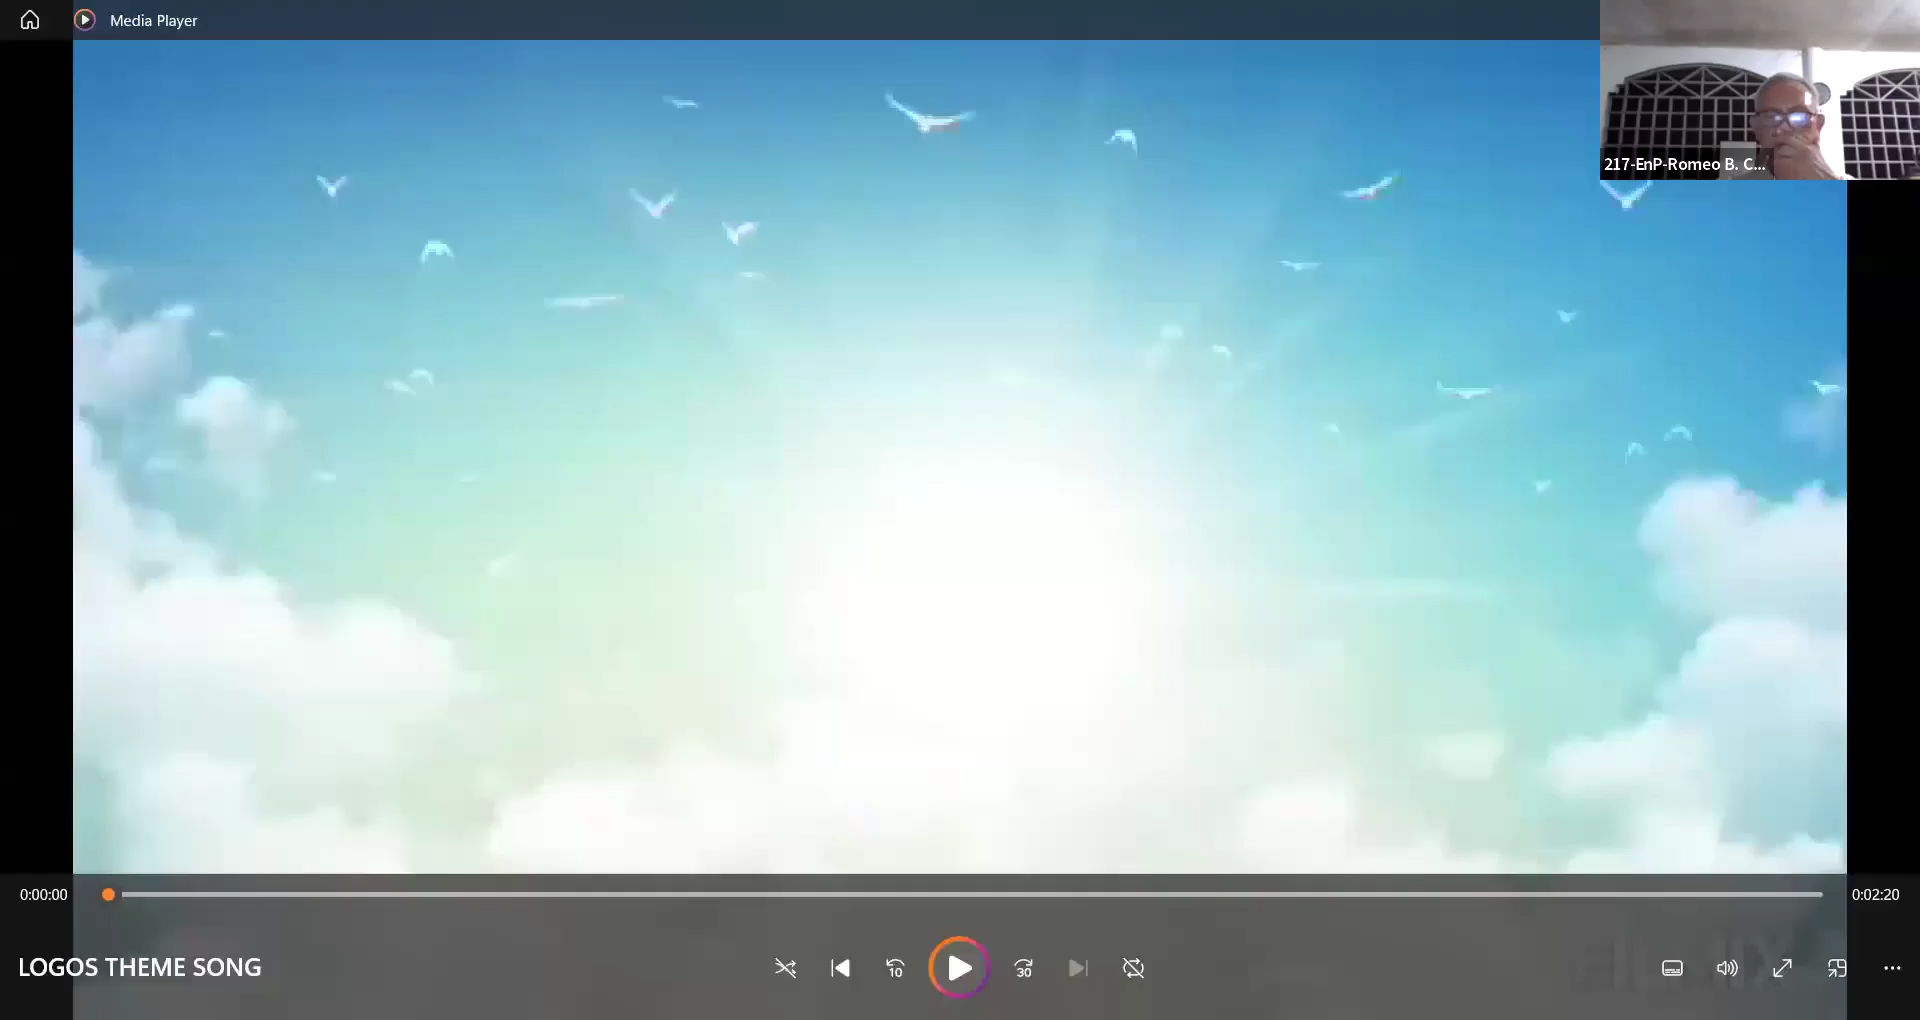 Media Player
217-EnP-Romeo B. C...
0:00:00
0:02:20
LOGOS THEME SONG
10
30